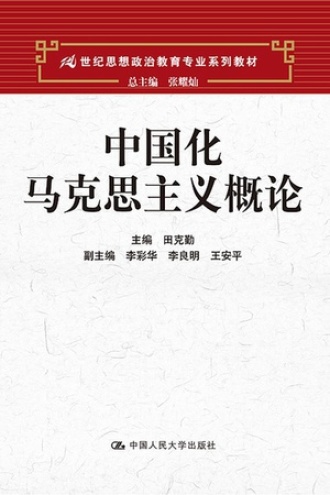 21世纪思想政治教育专业系列教材
总主编 张耀灿
中国化
马克思主义概论
主编 田克勤
副主编 李彩华 李良明 王安平
中国人民大学出版社